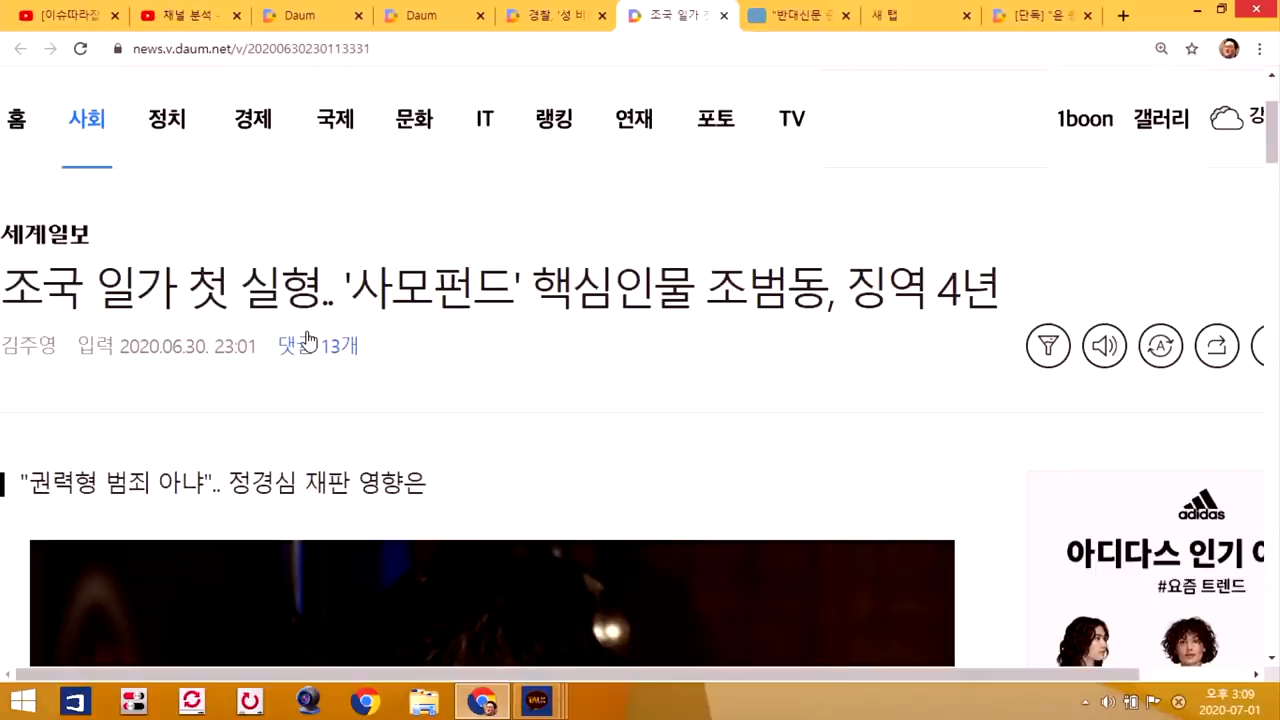 [이슈따라잡
채널 분석 -
Daum
Daum
경찰, '성 비
조국 일가 첫
"반대신문
새 탭
[단독] "윤
news.v.daum.net/v/20200630230113331
홈 사회 정치 경제 국제 문화 IT 랭킹 연재 포토 TV 1boon 갤러리 강
세계일보
조국 일가 첫 실형.. '사모펀드' 핵심인물 조범동, 징역 4년
김주영 입력 2020.06.30. 23:01 댓글 13개
"권력형 범죄 아냐".. 정경심 재판 영향은
adidas
아디다스 인기
#요즘 트렌드
TALK
오후 3:09
2020-07-01